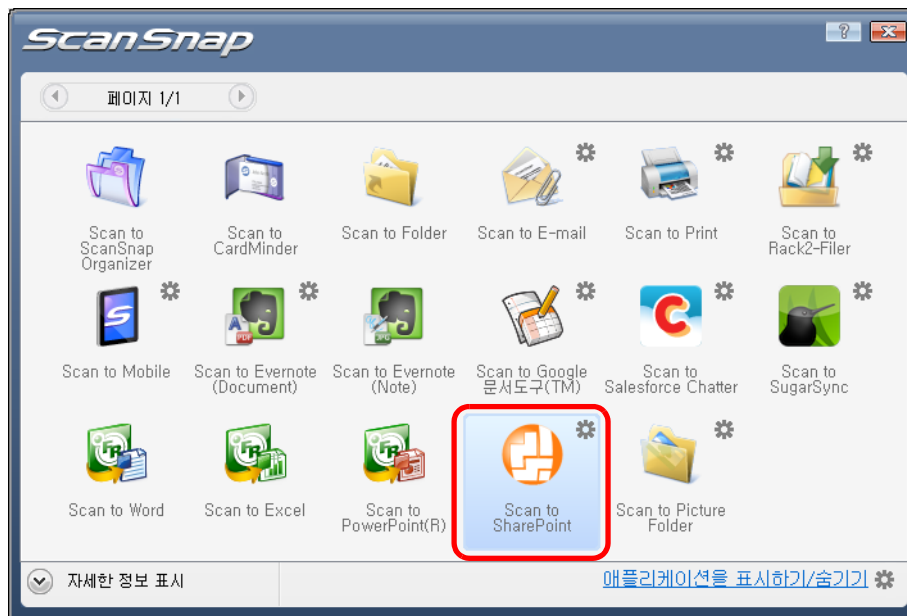 ScanSnap
페이지 1/1
Scan to
ScanSnap
Organizer
Scan to
CardMinder
Scan to Folder
Scan to E-mail
Scan to Print
Scan to
Rack2-Filer
Scan to Mobile
Scan to Evernote
(Document)
Scan to Evernote
(Note)
Scan to Google
문서도구(TM)
Scan to
Salesforce Chatter
Scan to
SugarSync
Scan to Word
Scan to Excel
Scan to
PowerPoint(R)
Scan to
SharePoint
Scan to Picture
Folder
자세한 정보 표시
애플리케이션을 표시하기/숨기기